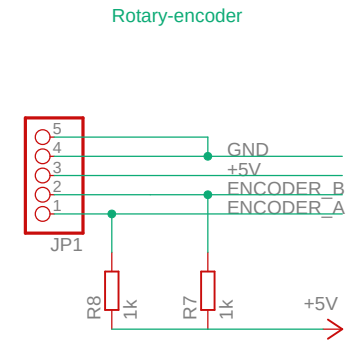 Rotary-encoder
5
4
3
2
1
GND
+5V
ENCODER_B
ENCODER_A
JP1
R8
1k
R7
1k
+5V